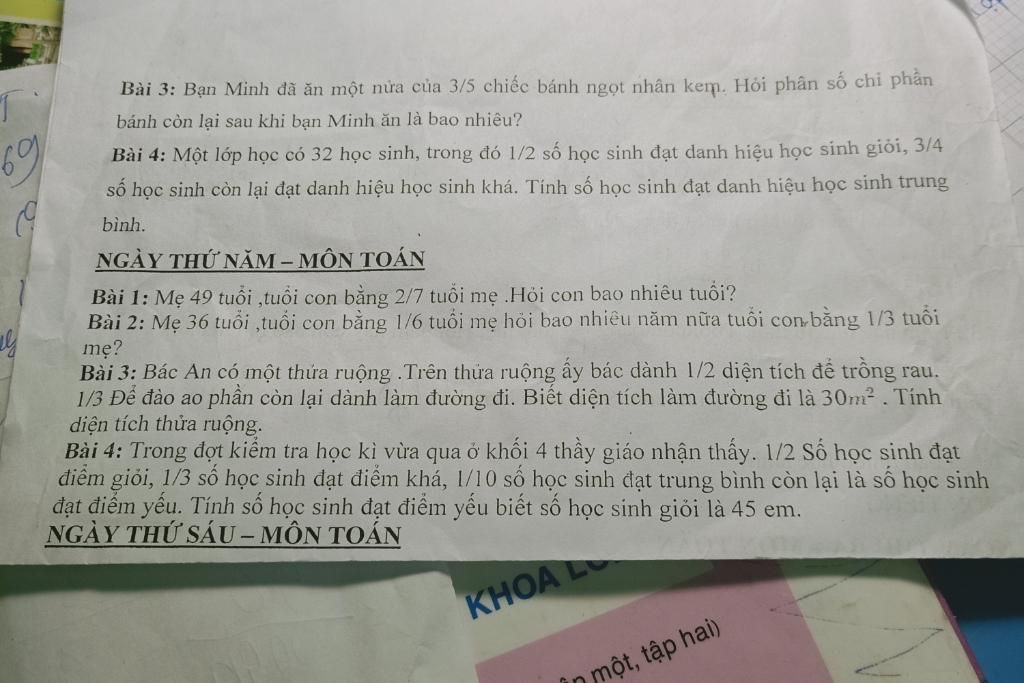 Bài 3: Bạn Minh đã ăn một nửa của 3/5 chiếc bánh ngọt nhân kem. Hỏi phân số chỉ phần
bánh còn lại sau khi bạn Minh ăn là bao nhiêu?
Bài 4: Một lớp học có 32 học sinh, trong đó 1/2 số học sinh đạt danh hiệu học sinh giỏi, 3/4
số học sinh còn lại đạt danh hiệu học sinh khá. Tính số học sinh đạt danh hiệu học sinh trung
bình.
NGÀY THỨ NĂM – MÔN TOÁN
Bài 1: Mẹ 49 tuổi ,tuổi con bằng 2/7 tuổi mẹ .Hỏi con bao nhiêu tuổi?
Bài 2: Mẹ 36 tuổi ,tuổi con bằng 1/6 tuổi mẹ hỏi bao nhiêu năm nữa tuổi con bằng 1/3 tuổi
mẹ?
Bài 3: Bác An có một thửa ruộng .Trên thửa ruộng ấy bác dành 1/2 diện tích để trồng rau.
1/3 Để đào ao phần còn lại dành làm đường đi. Biết diện tích làm đường đi là 30m² . Tính
diện tích thửa ruộng.
Bài 4: Trong đợt kiểm tra học kì vừa qua ở khối 4 thầy giáo nhận thấy. 1/2 Số học sinh đạt
điểm giỏi, 1/3 số học sinh đạt điểm khá, 1/10 số học sinh đạt trung bình còn lại là số học sinh
đạt điểm yếu. Tính số học sinh đạt điểm yếu biết số học sinh giỏi là 45 em.
NGÀY THỨ SÁU – MÔN TOÁN
KHOA
một, tập hai)
69